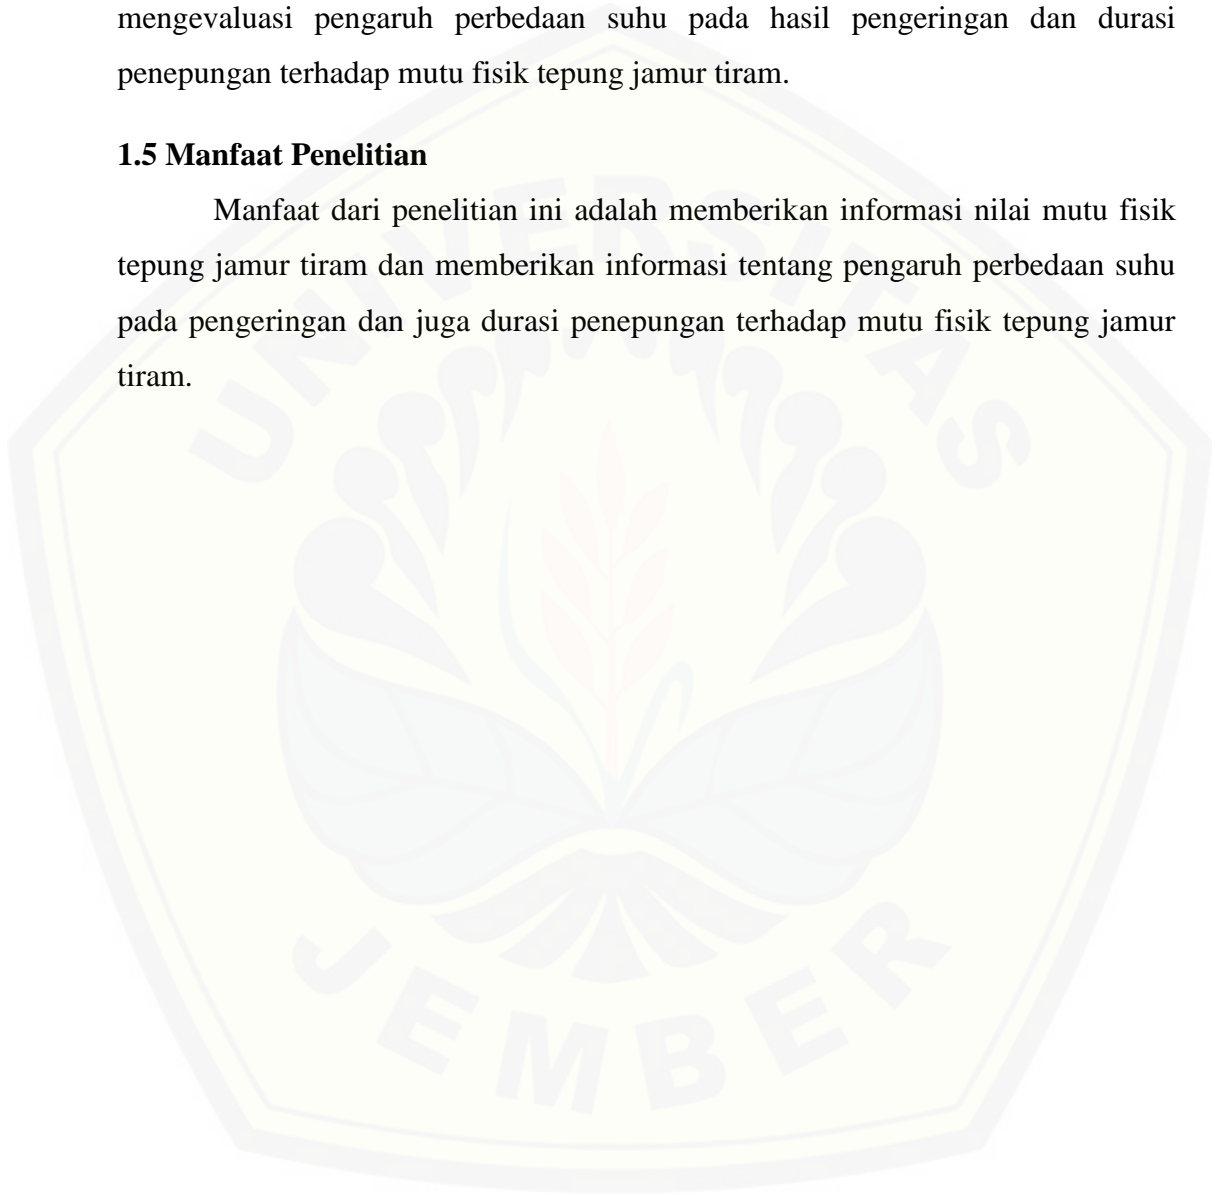 mengevaluasi pengaruh perbedaan suhu pada hasil pengeringan dan durasi
penepungan terhadap mutu fisik tepung jamur tiram.
1.5 Manfaat Penelitian
Manfaat dari penelitian ini adalah memberikan informasi nilai mutu fisik
tepung jamur tiram dan memberikan informasi tentang pengaruh perbedaan suhu
pada pengeringan dan juga durasi penepungan terhadap mutu fisik tepung jamur
tiram.
UNIVERSITAS
JEMBER